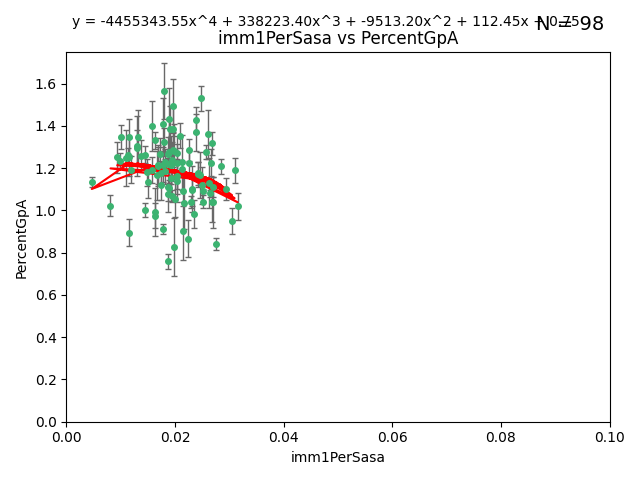 y = -4455343.55x^4 + 338223.40x^3 + -9513.20x^2 + 112.45x + 0.75
N = 98
imm1PerSasa vs PercentGpA
PercentGpA
1.6
1.4
1.2
1.0
0.8
0.6
0.4
0.2
0.0
0.00 0.02 0.04 0.06 0.08 0.10
imm1PerSasa